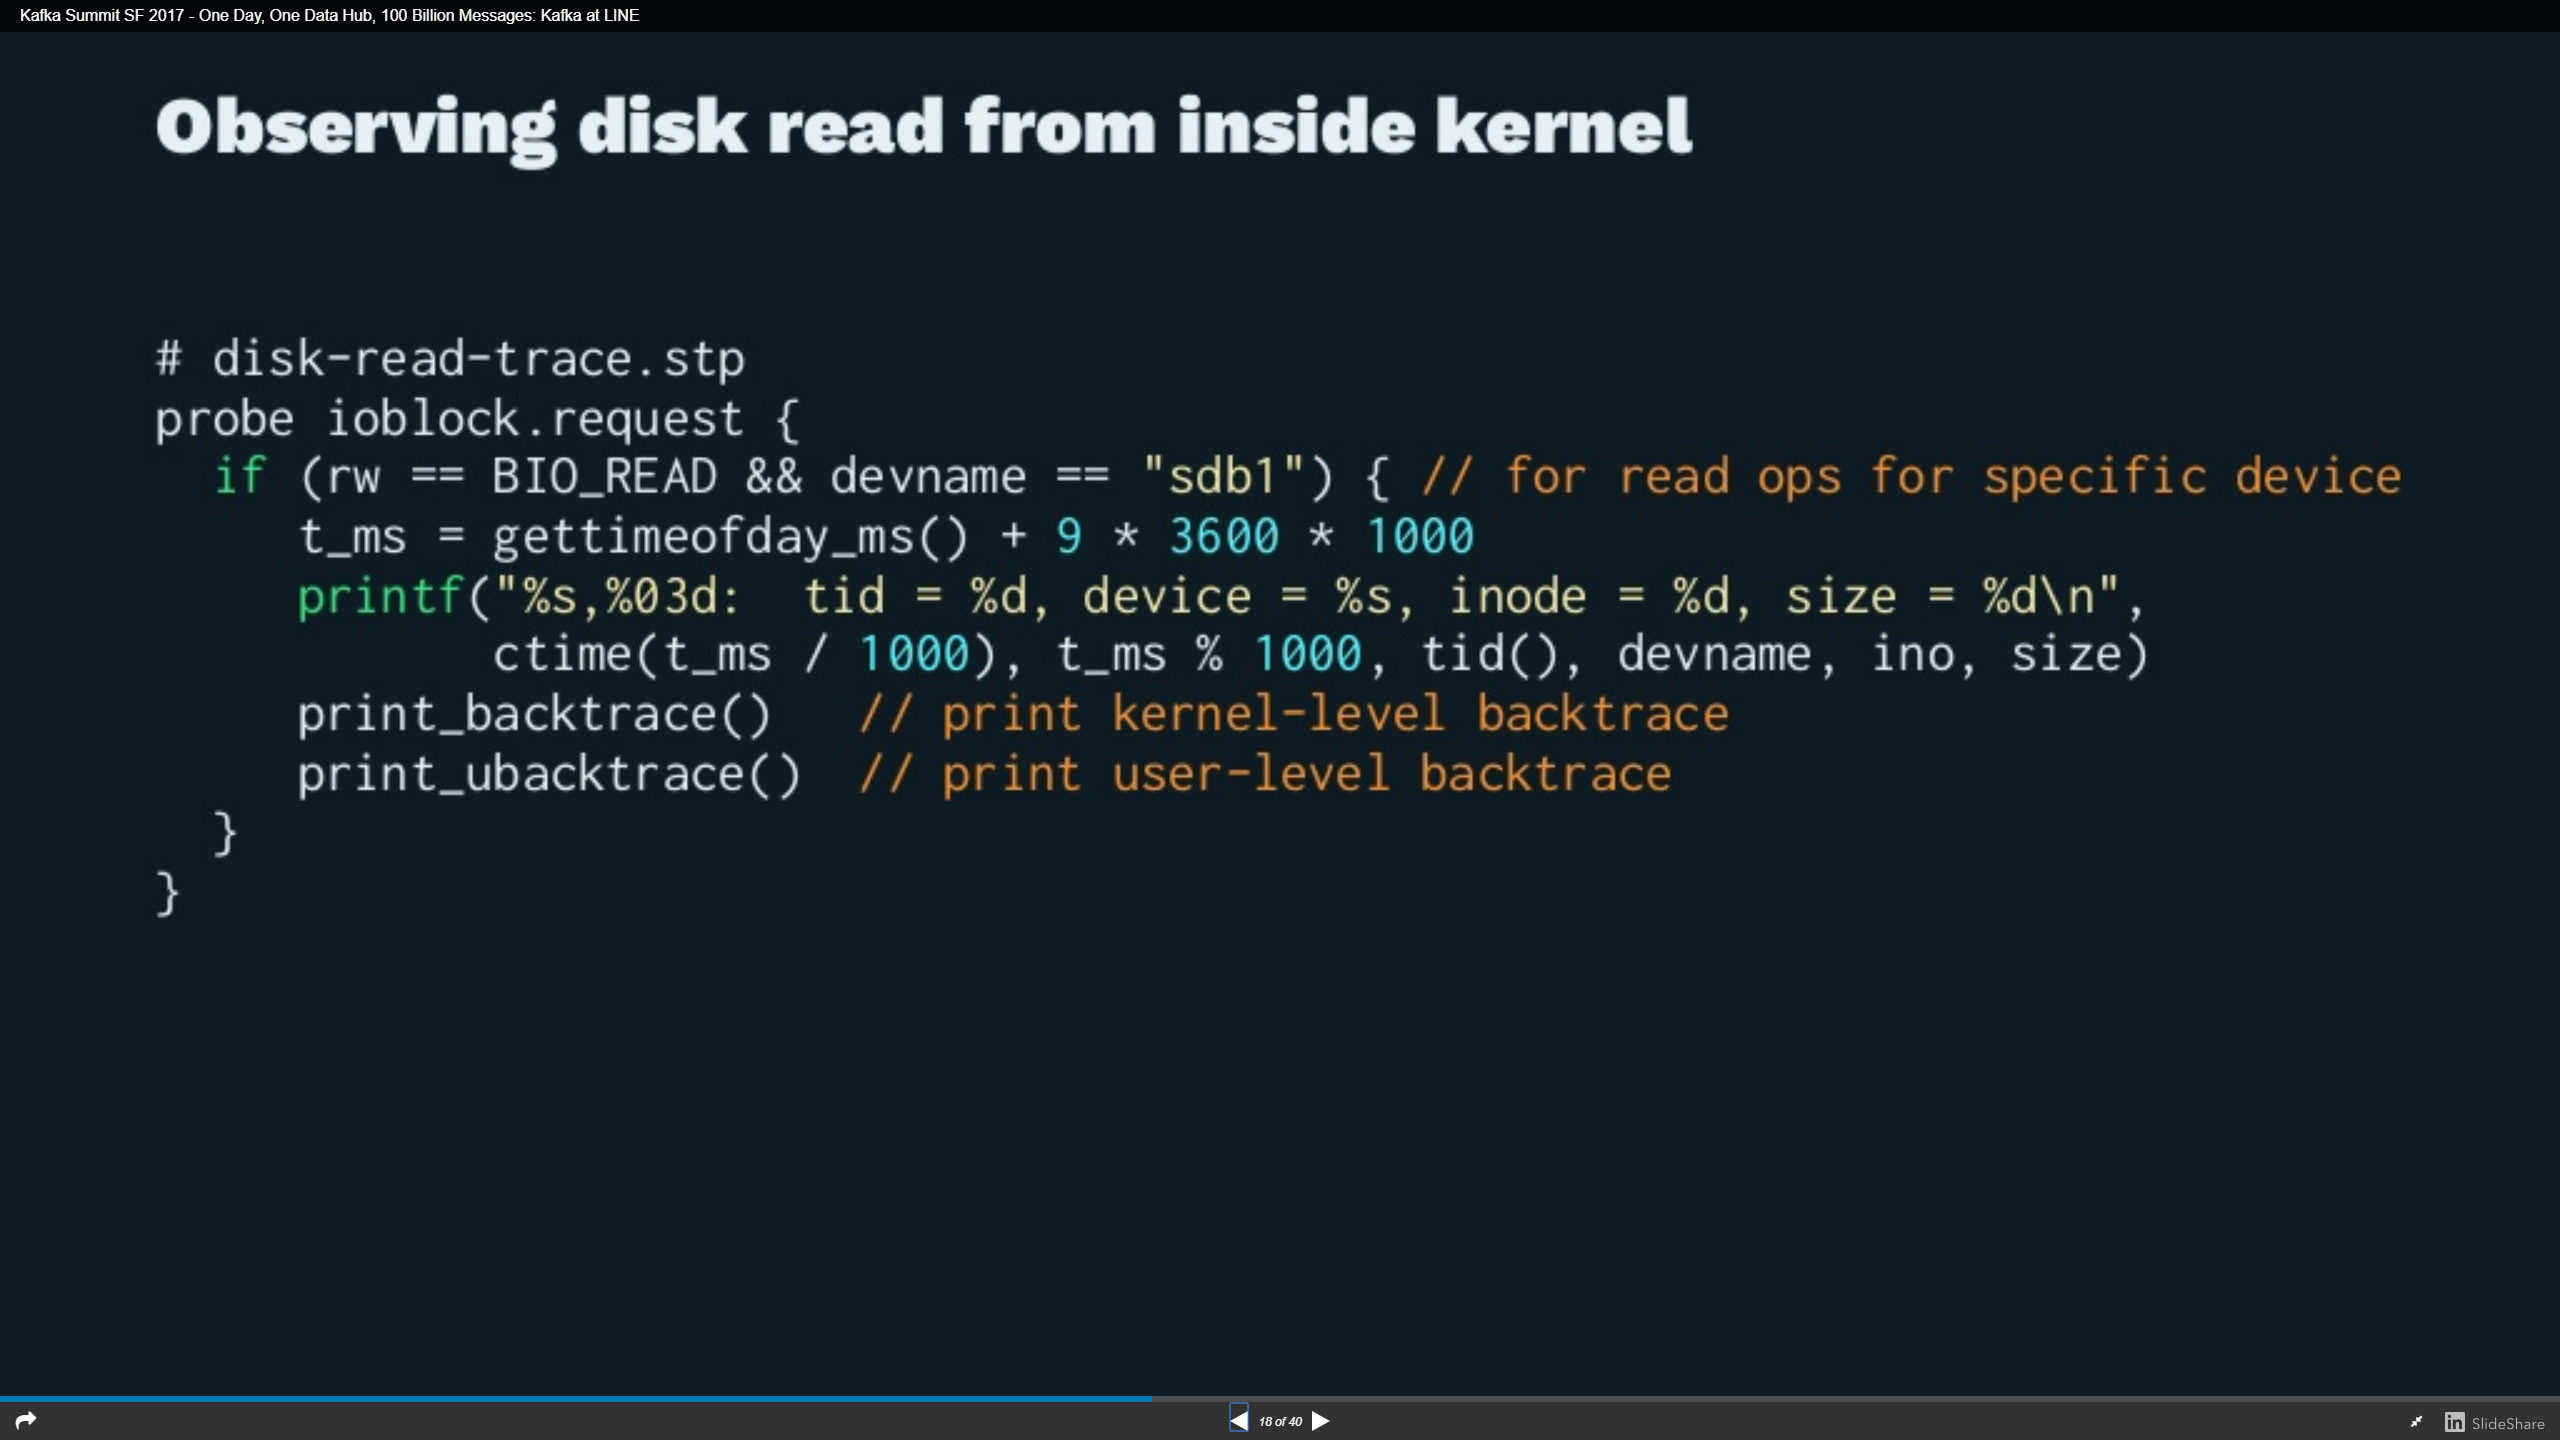 Kafka Summit SF 2017 - One Day, One Data Hub, 100 Billion Messages: Kafka at LINE
Observing disk read from inside kernel
# disk-read-trace.stp
probe ioblock.request {
  if (rw == BIO_READ && devname == "sdb1") { // for read ops for specific device
     t_ms = gettimeofday_ms() + 9 * 3600 * 1000
     printf("%s,%03d:  tid = %d, device = %s, inode = %d, size = %d\n",
            ctime(t_ms / 1000), t_ms % 1000, tid(), devname, ino, size)
     print_backtrace()   // print kernel-level backtrace
     print_ubacktrace()  // print user-level backtrace
  }
}
18 of 40
in SlideShare